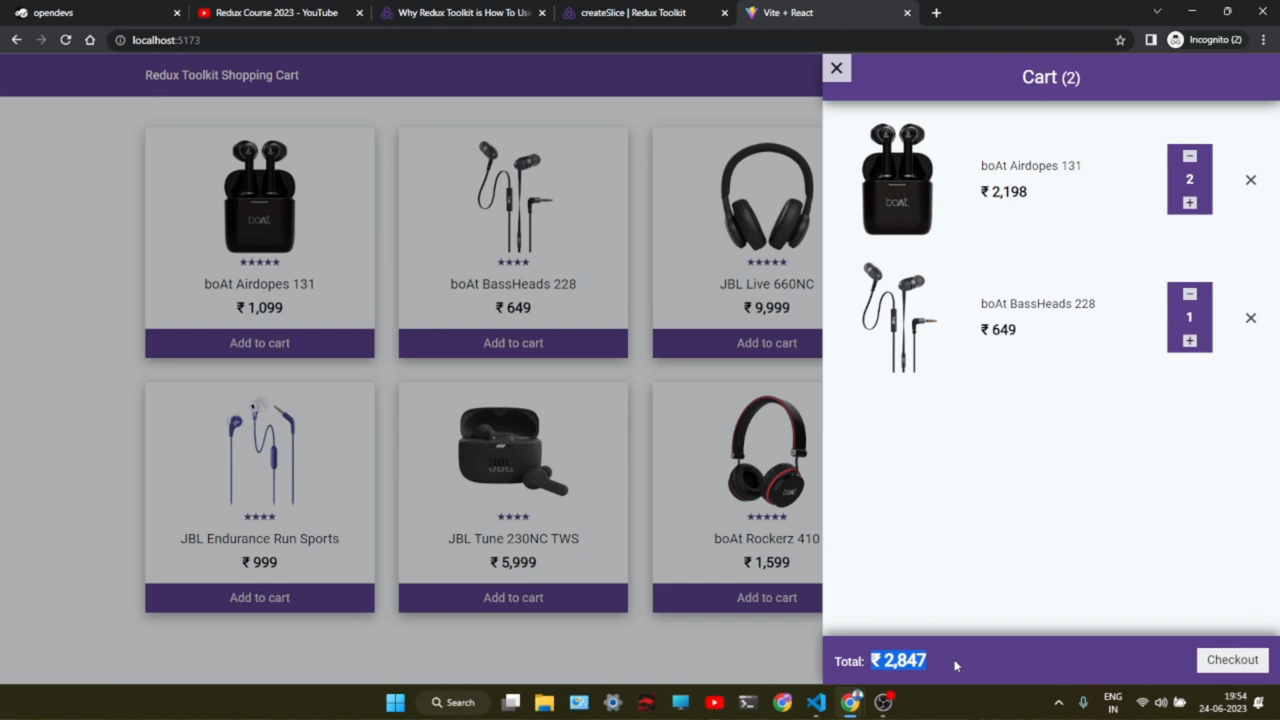 opendevs
Redux Course 2023 - YouTube
Why Redux Toolkit is How To Use
createSlice | Redux Toolkit
Vite + React
localhost:5173
Incognito (2)
Redux Toolkit Shopping Cart
Cart (2)
boAt
★★★★★
boAt Airdopes 131
₹ 1,099
Add to cart
★★★★
boAt BassHeads 228
₹ 649
Add to cart
★★★★★
JBL Live 660NC
₹ 9,999
Add to cart
★★★★
JBL Endurance Run Sports
₹ 999
Add to cart
JBL
★★★★
JBL Tune 230NC TWS
₹ 5,999
Add to cart
boAt
★★★★★
boAt Rockerz 410
₹ 1,599
Add to cart
boAt
boAt Airdopes 131
₹ 2,198
2
boAt BassHeads 228
₹ 649
1
Total: ₹ 2,847
Checkout
Search
ENG
IN
19:54
24-06-2023